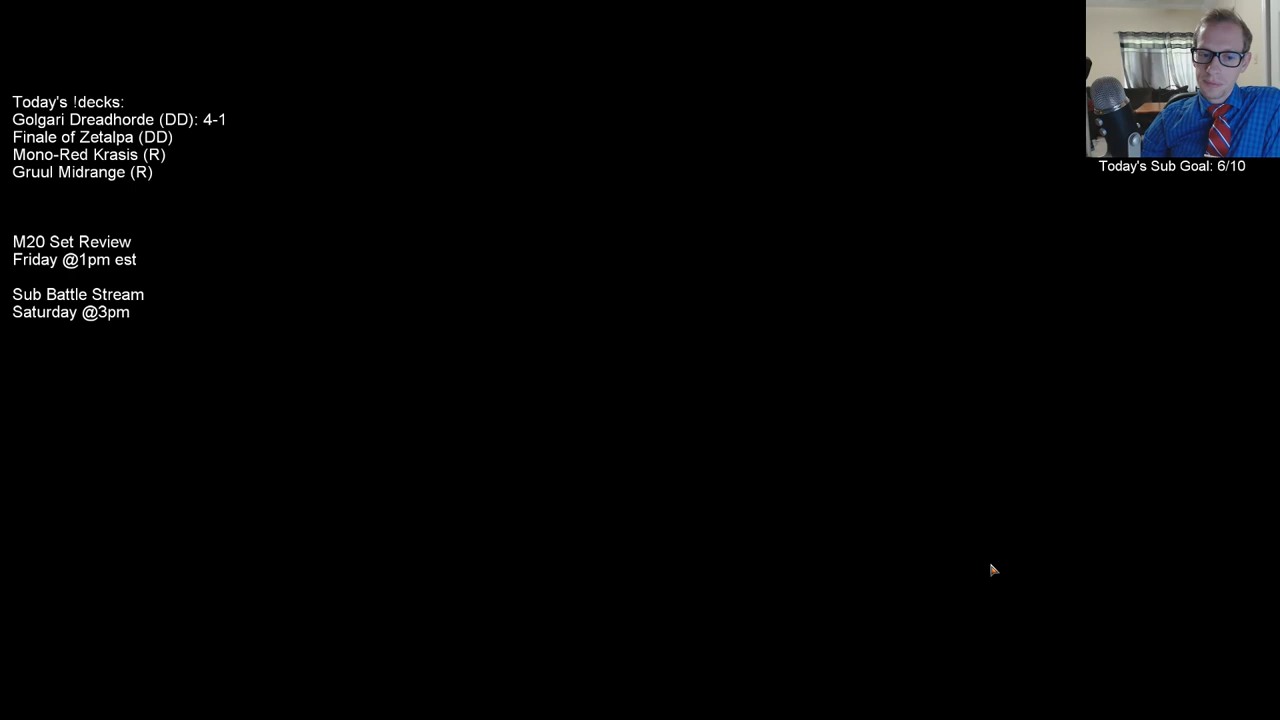 Today's !decks:
Golgari Dreadhorde (DD): 4-1
Finale of Zetalpa (DD)
Mono-Red Krasis (R)
Gruul Midrange (R)
M20 Set Review
Friday @1pm est
Sub Battle Stream
Saturday @3pm
Today's Sub Goal: 6/10